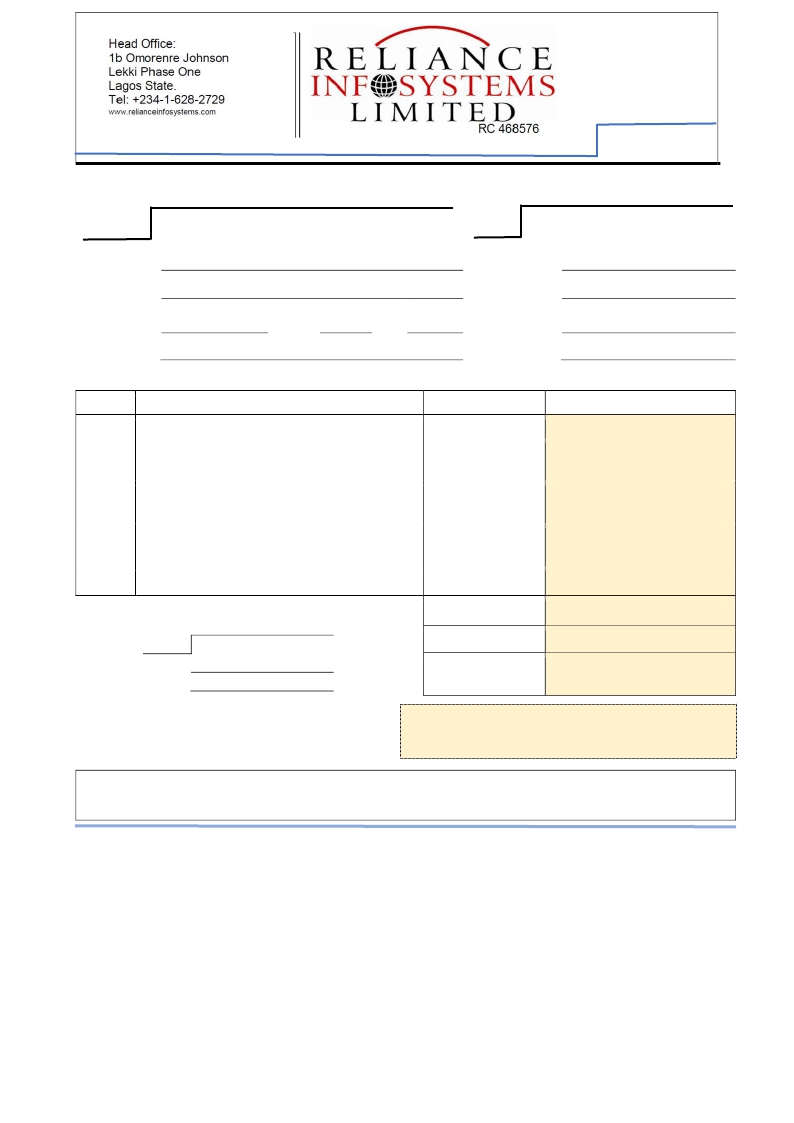 Head Office:
1b Omorenre Johnson
Lekki Phase One
Lagos State.
Tel: +234-1-628-2729
www.relianceinfosystems.com
RELIANCE
INFOSYSTEMS
LIMITED
RC 468576